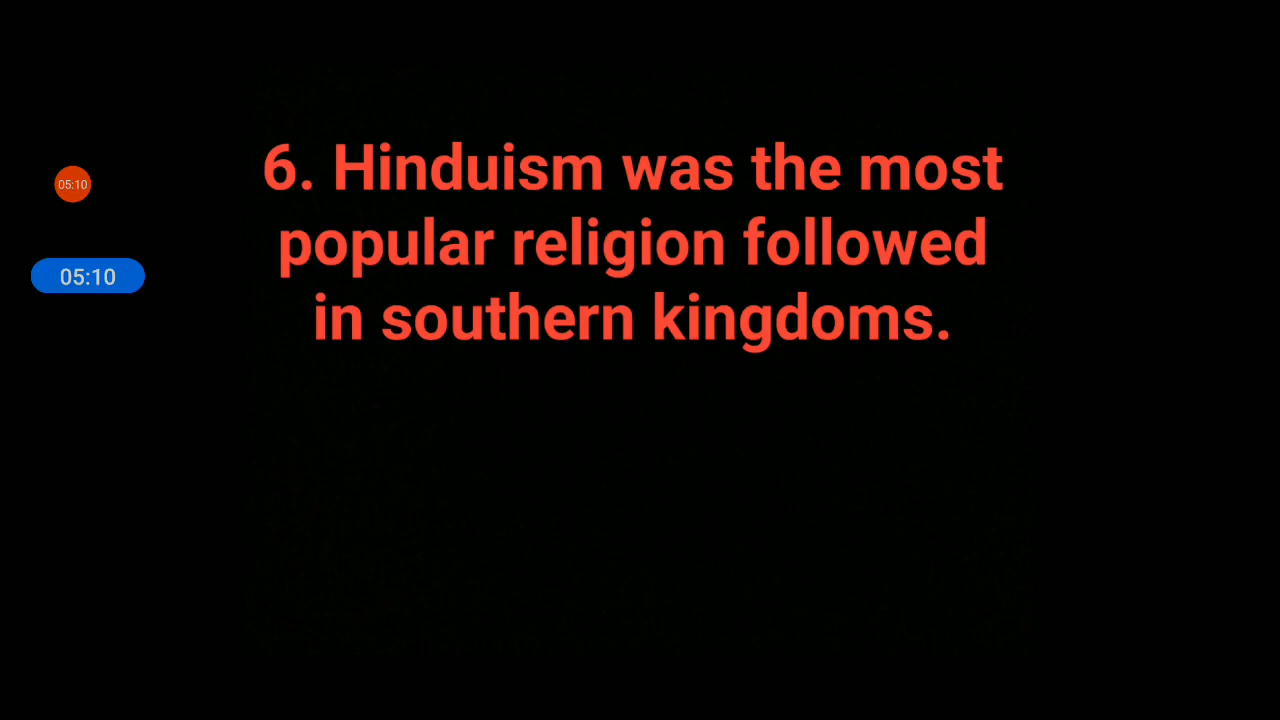 6. Hinduism was the most
popular religion followed
in southern kingdoms.
05:10
05:10